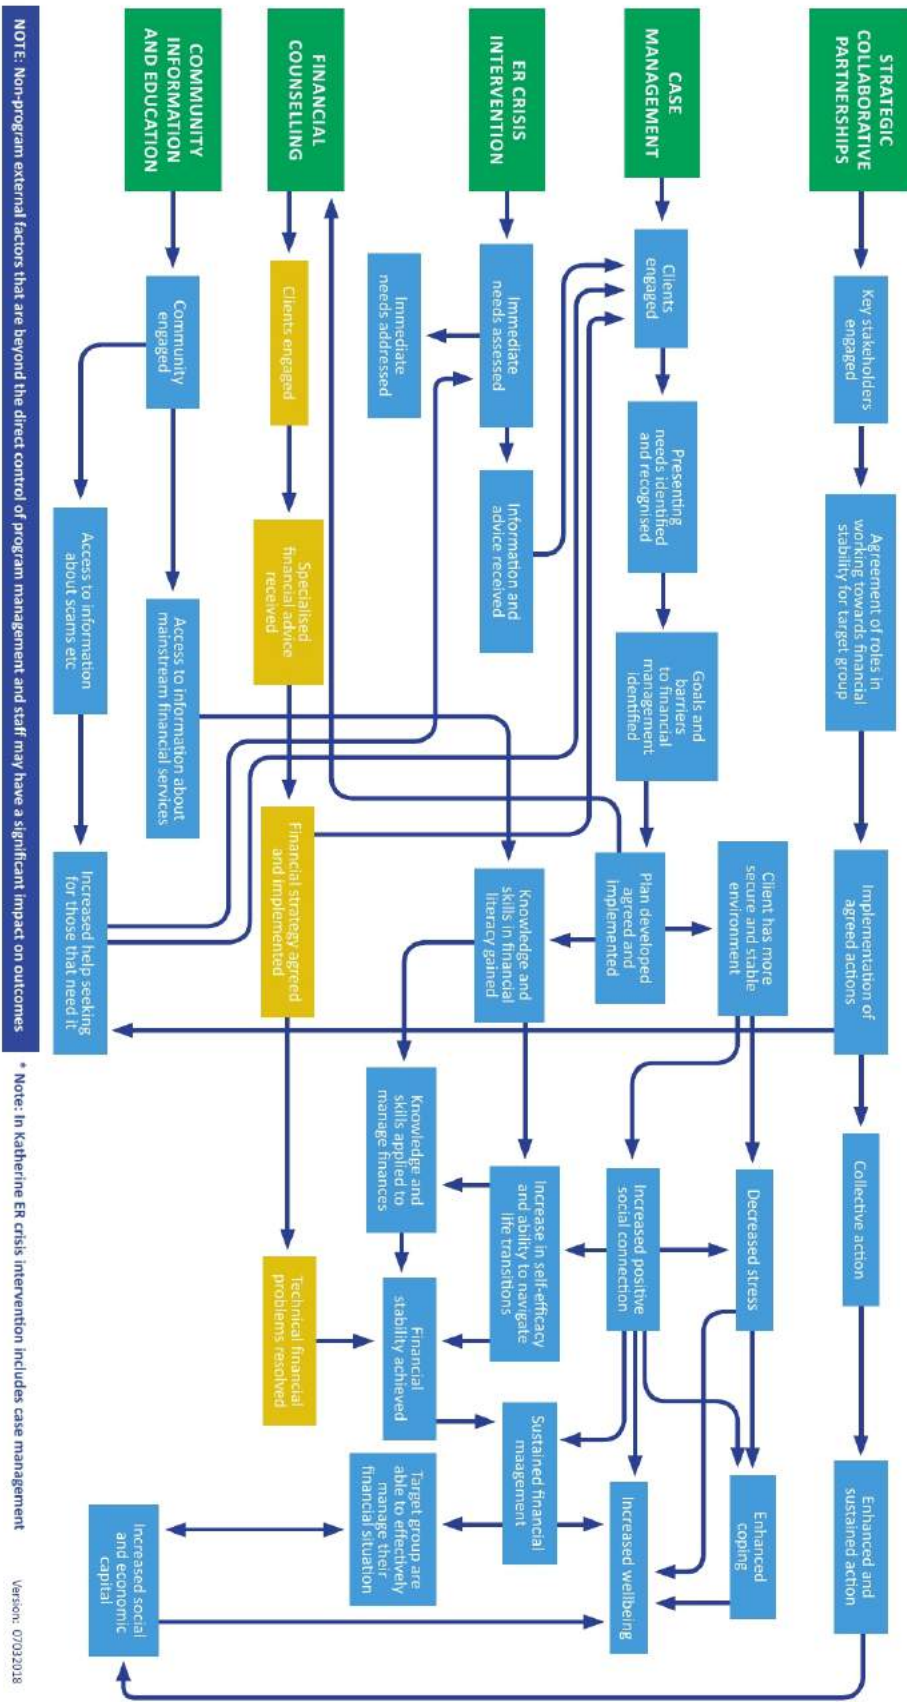 STRATEGIC
COLLABORATIVE
PARTNERSHIPS
Key stakeholders
engaged
Agreement of roles in
working towards financial
stability for target group
Implementation of
agreed actions
Collective action
Enhanced and
sustained action
CASE
MANAGEMENT
Clients
engaged
Presenting
needs identified
and recognised
Goals and
barriers
to financial
management
identified
Plan developed
agreed and
implemented
Client has more
secure and stable
environment
Decreased stress
Enhanced
coping
Increased positive
social connection
Increased wellbeing
ER CRISIS
INTERVENTION
Immediate
needs assessed
Information and
advice received
Knowledge and
skills in financial
literacy gained
Increase in self-efficacy
and ability to navigate
life transitions
Sustained financial
maagement
Immediate
needs addressed
Knowledge and
skills applied to
manage finances
Financial
stability achieved
Target group are
able to effectively
manage their
financial situation
FINANCIAL
COUNSELLING
Clients engaged
Specialised
financial advice
received
Financial strategy agreed
and implemented
Technical financial
problems resolved
COMMUNITY
INFORMATION
AND EDUCATION
Community
engaged
Access to information about
mainstream financial services
Access to information
about scams etc
Increased help seeking
for those that need it
Increased social
and economic
capital
NOTE: Non-program external factors that are beyond the direct control of program management and staff may have a significant impact on outcomes
* Note: In Katherine ER crisis intervention includes case management
Version: 07032018